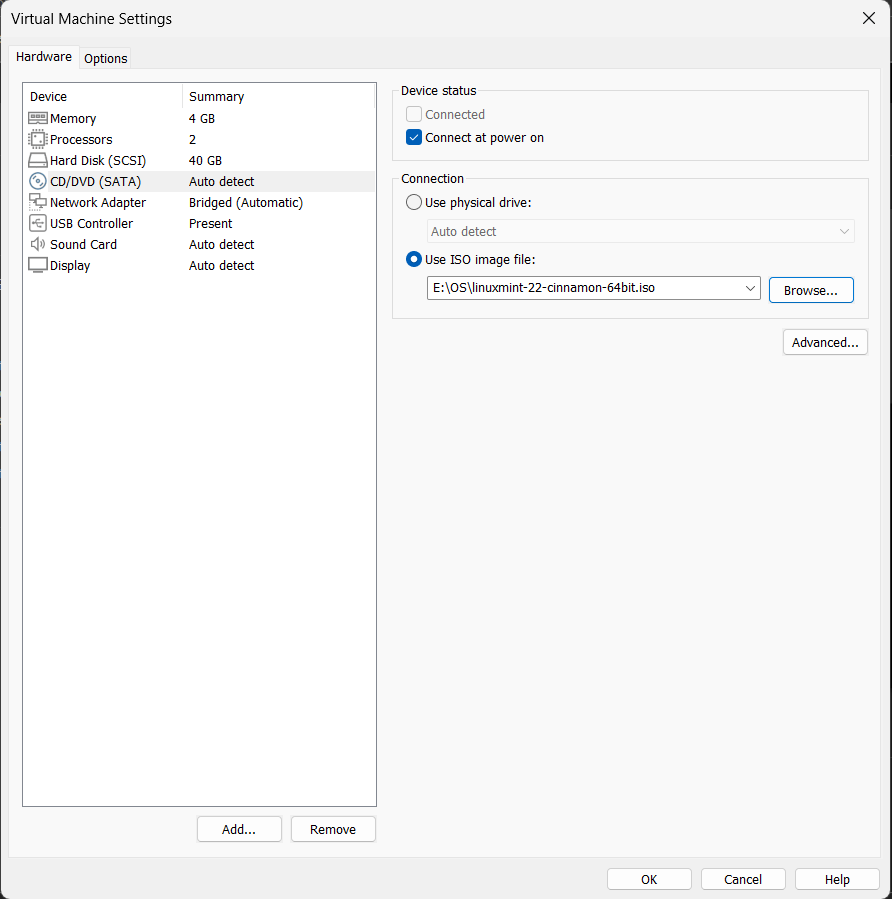 Virtual Machine Settings
Hardware
Options
Device Summary
Memory 4 GB
Processors 2
Hard Disk (SCSI) 40 GB
CD/DVD (SATA) Auto detect
Network Adapter Bridged (Automatic)
USB Controller Present
Sound Card Auto detect
Display Auto detect
Add...
Remove
Device status
Connected
Connect at power on
Connection
Use physical drive:
Auto detect
Use ISO image file:
E:\OS\linuxmint-22-cinnamon-64bit.iso
Browse...
Advanced...
OK
Cancel
Help